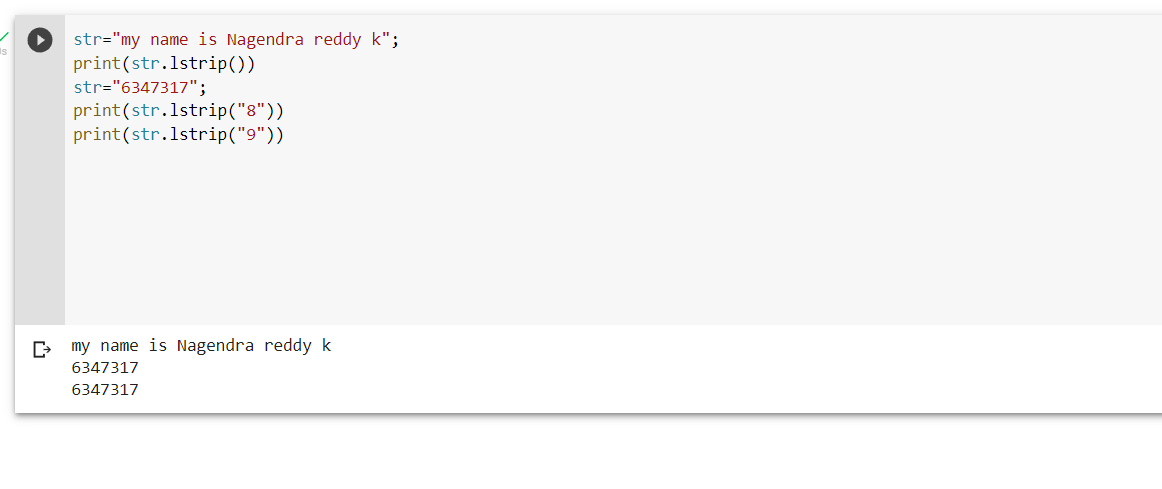 str="my name is Nagendra reddy k";
print(str.lstrip())
str="6347317";
print(str.lstrip("8"))
print(str.lstrip("9"))
my name is Nagendra reddy k
6347317
6347317